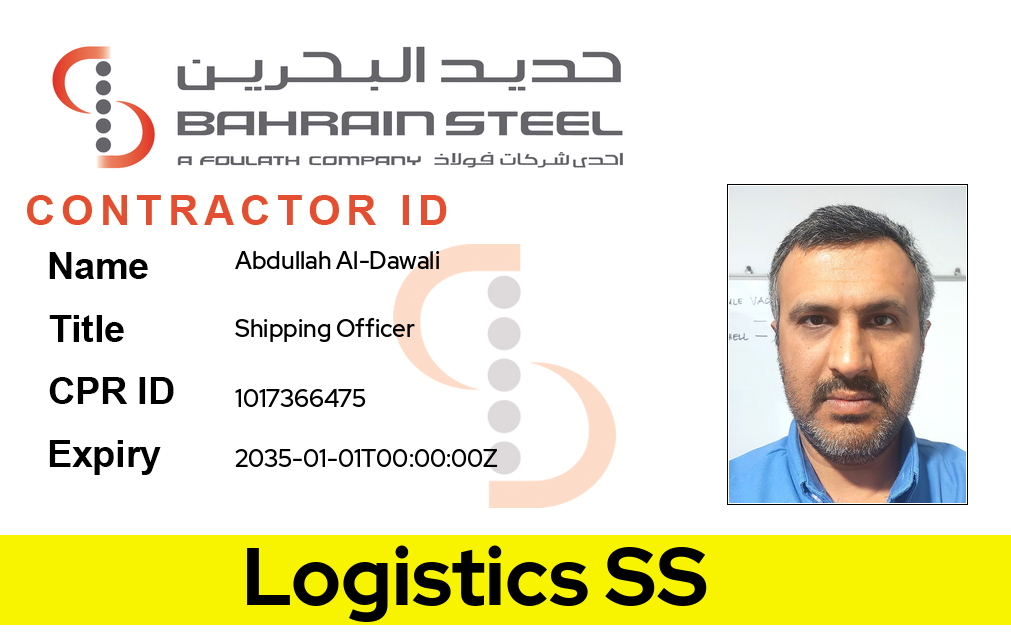 حديد البحرين
BAHRAIN STEEL
A FOULATH COMPANY احدى شركات فولاذ
CONTRACTOR ID
Name Abdullah Al-Dawali
Title Shipping Officer
CPR ID 1017366475
Expiry 2035-01-01T00:00:00Z
Logistics SS